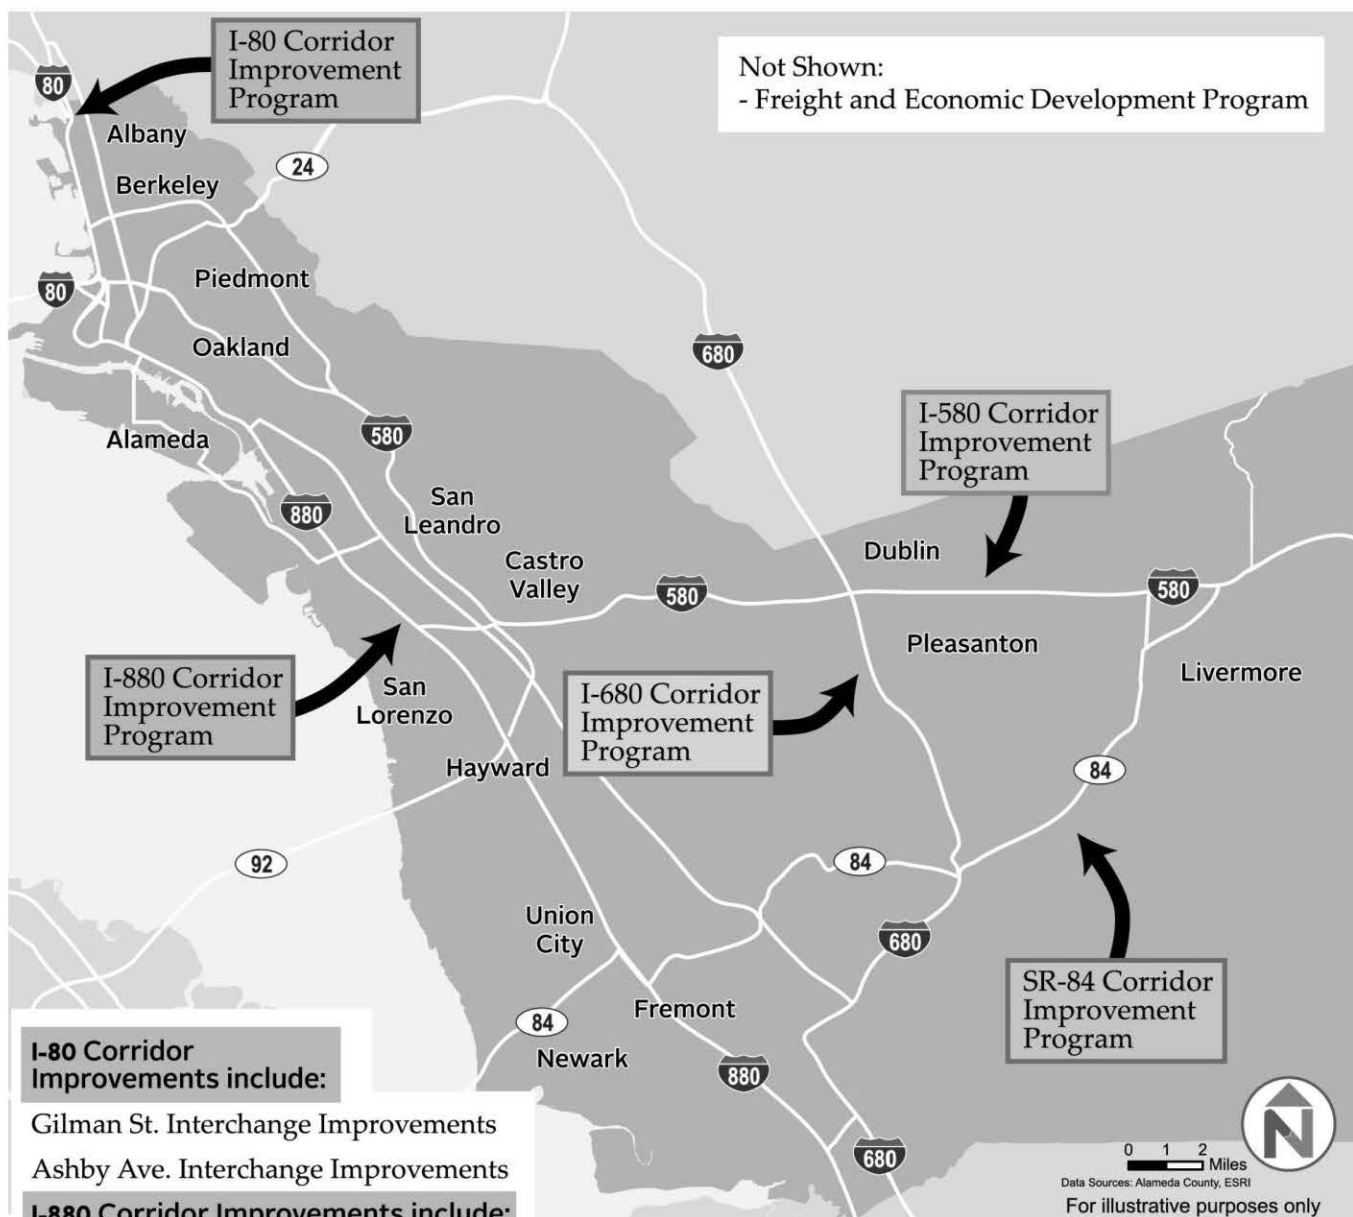 I-80 Corridor
Improvement
Program
Not Shown:
- Freight and Economic Development Program
80
Albany
24
Berkeley
Piedmont
80
Oakland
680
Alameda
580
I-580 Corridor
Improvement
Program
San
Leandro
880
Dublin
Castro
Valley
580
580
Pleasanton
Livermore
I-880 Corridor
Improvement
Program
San
Lorenzo
I-680 Corridor
Improvement
Program
Hayward
84
92
84
Union
City
680
SR-84 Corridor
Improvement
Program
Fremont
84
Newark
880
680
I-80 Corridor
Improvements include:
Gilman St. Interchange Improvements
Ashby Ave. Interchange Improvements
I-880 Corridor Improvements include:
N
0 1 2
Miles
Data Sources: Alameda County, ESRI
For illustrative purposes only